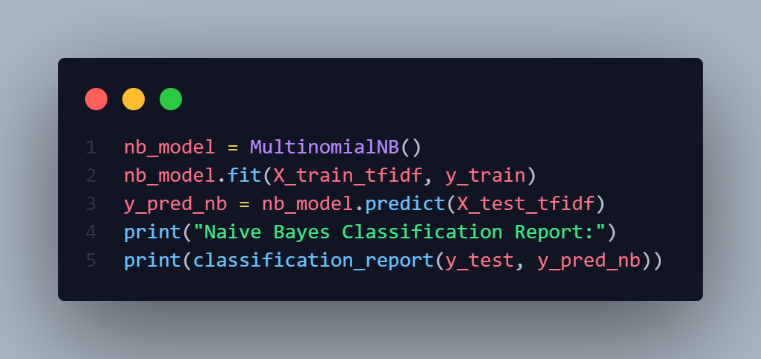 1 nb_model = MultinomialNB()
2 nb_model.fit(X_train_tfidf, y_train)
3 y_pred_nb = nb_model.predict(X_test_tfidf)
4 print("Naive Bayes Classification Report:")
5 print(classification_report(y_test, y_pred_nb))